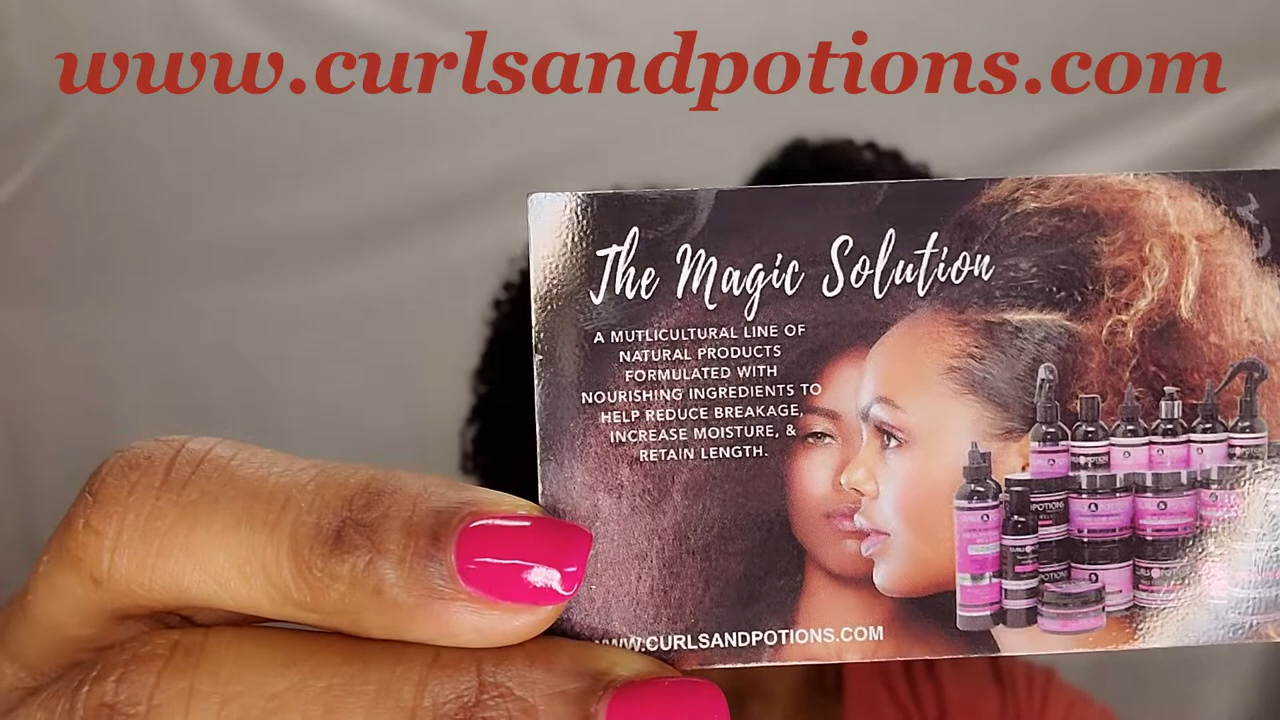 www.curlsandpotions.com
The Magic Solution
A MUTLICULTURAL LINE OF
NATURAL PRODUCTS
FORMULATED WITH
NOURISHING INGREDIENTS TO
HELP REDUCE BREAKAGE,
INCREASE MOISTURE, &
RETAIN LENGTH.
WWW.CURLSANDPOTIONS.COM